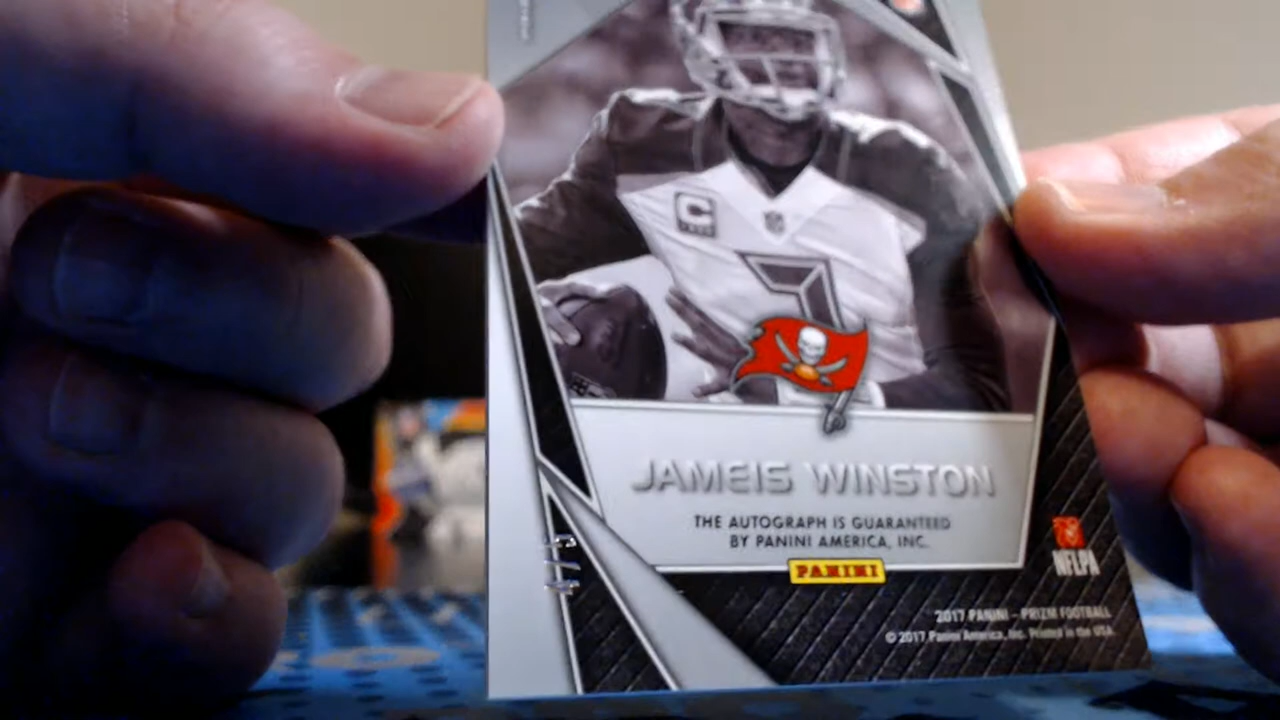 C
3
JAMEIS WINSTON
THE AUTOGRAPH IS GUARANTEED
BY PANINI AMERICA, INC.
PANINI
NFLPA
2017 PANINI – PRIZM FOOTBALL
© 2017 Panini America, Inc. Printed in the USA.